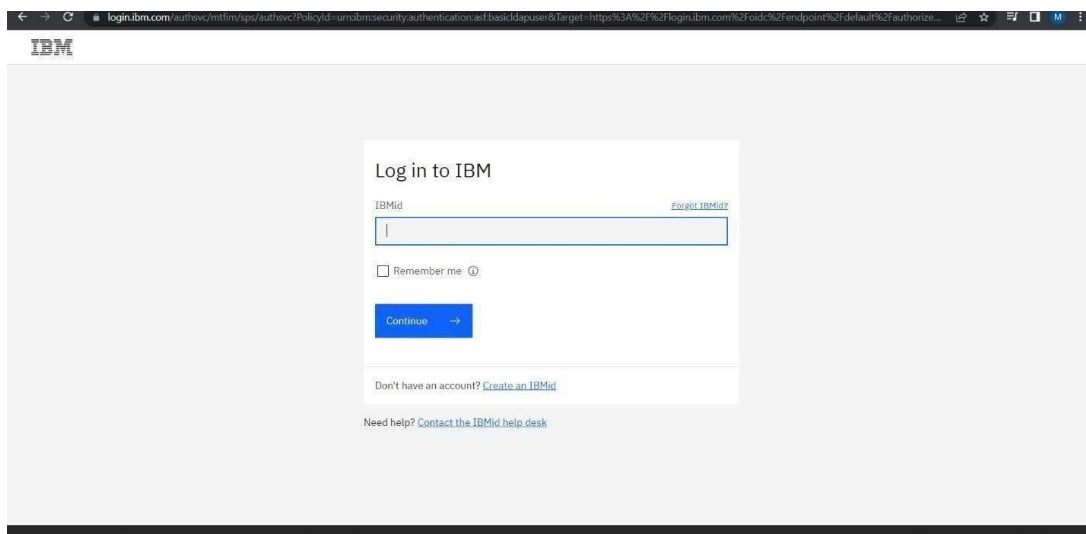 login.ibm.com/authsvc/mtfim/sps/authsvc?PolicyId=urn:ibm:security:authentication:asf:basicldapuser&Target=https%3A%2F%2Flogin.ibm.com%2Foidc%2Fendpoint%2Fdefault%2Fauthorize...
M
IBM
Log in to IBM
IBMid Forgot IBMid?
Remember me
Continue →
Don't have an account? Create an IBMid
Need help? Contact the IBMid help desk